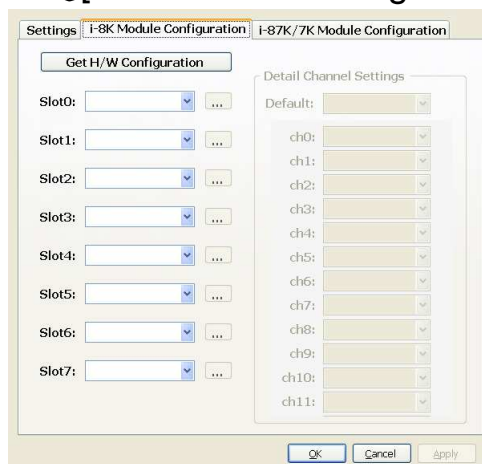 Settings i-8K Module Configuration i-87K/7K Module Configuration
Get H/W Configuration
Detail Channel Settings
Slot0: ...
Default:
Slot1: ...
ch0:
ch1:
Slot2: ...
ch2:
Slot3: ...
ch3:
ch4:
Slot4: ...
ch5:
Slot5: ...
ch6:
ch7:
Slot6: ...
ch8:
ch9:
Slot7: ...
ch10:
ch11:
OK Cancel Apply